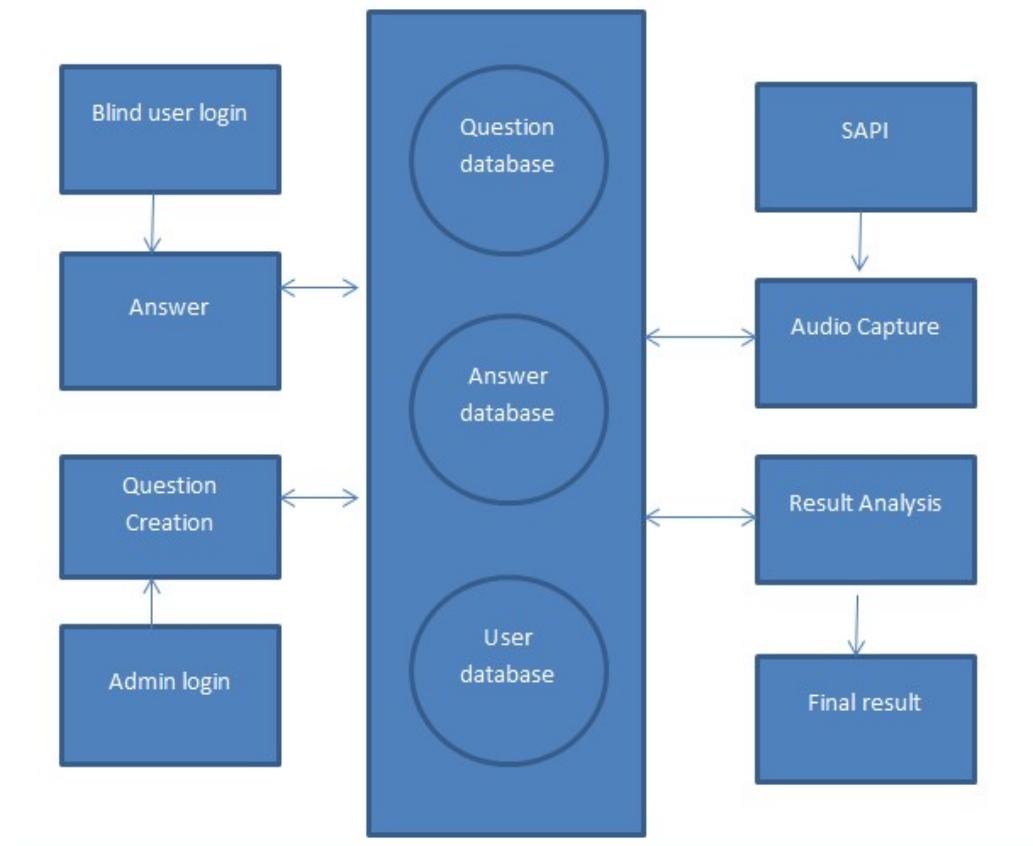 Blind user login
Answer
Question
Creation
Admin login
Question
database
Answer
database
User
database
SAPI
Audio Capture
Result Analysis
Final result